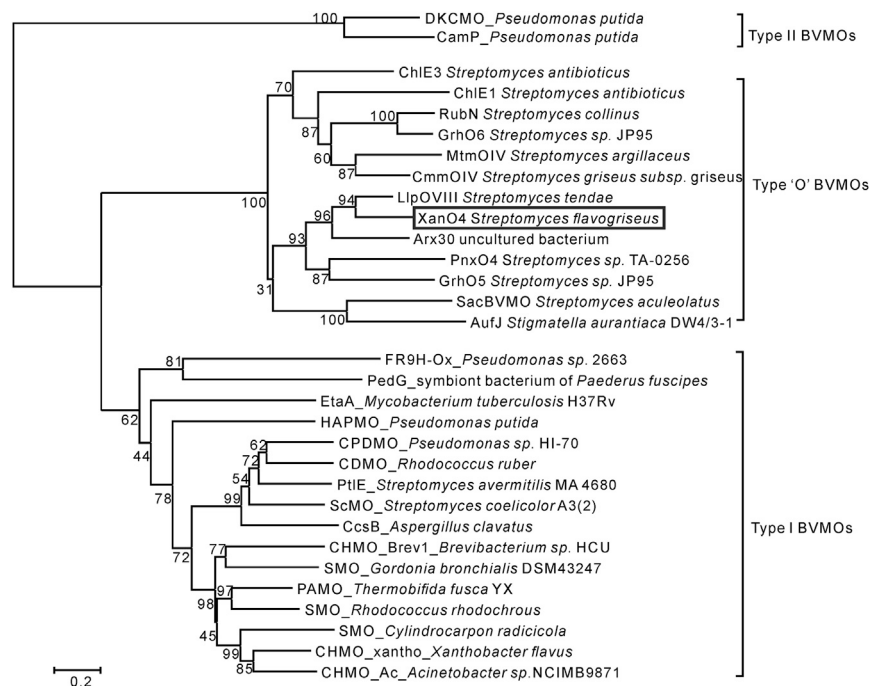 100
DKCMO_Pseudomonas putida
CamP_Pseudomonas putida
Type II BVMOs
ChlE3 Streptomyces antibioticus
70
ChlE1 Streptomyces antibioticus
RubN Streptomyces collinus
100
87
GrhO6 Streptomyces sp. JP95
MtmOIV Streptomyces argillaceus
60
87
CmmOIV Streptomyces griseus subsp. griseus
Type ‘O’ BVMOs
LlpOVIII Streptomyces tendae
94
100
96
XanO4 Streptomyces flavogriseus
Arx30 uncultured bacterium
93
PnxO4 Streptomyces sp. TA-0256
87
GrhO5 Streptomyces sp. JP95
31
SacBVMO Streptomyces aculeolatus
100
AufJ Stigmatella aurantiaca DW4/3-1
FR9H-Ox_Pseudomonas sp. 2663
81
PedG_symbiont bacterium of Paederus fuscipes
EtaA_Mycobacterium tuberculosis H37Rv
62
HAPMO_Pseudomonas putida
44
CPDMO_Pseudomonas sp. HI-70
62
72
CDMO_Rhodococcus ruber
54
PtlE_Streptomyces avermitilis MA 4680
78
99
ScMO_Streptomyces coelicolor A3(2)
CcsB_Aspergillus clavatus
Type I BVMOs
72
77
CHMO_Brev1_Brevibacterium sp. HCU
SMO_Gordonia bronchialis DSM43247
97
PAMO_Thermobifida fusca YX
98
SMO_Rhodococcus rhodochrous
45
SMO_Cylindrocarpon radicicola
99
CHMO_xantho_Xanthobacter flavus
85
CHMO_Ac_Acinetobacter sp.NCIMB9871
0.2